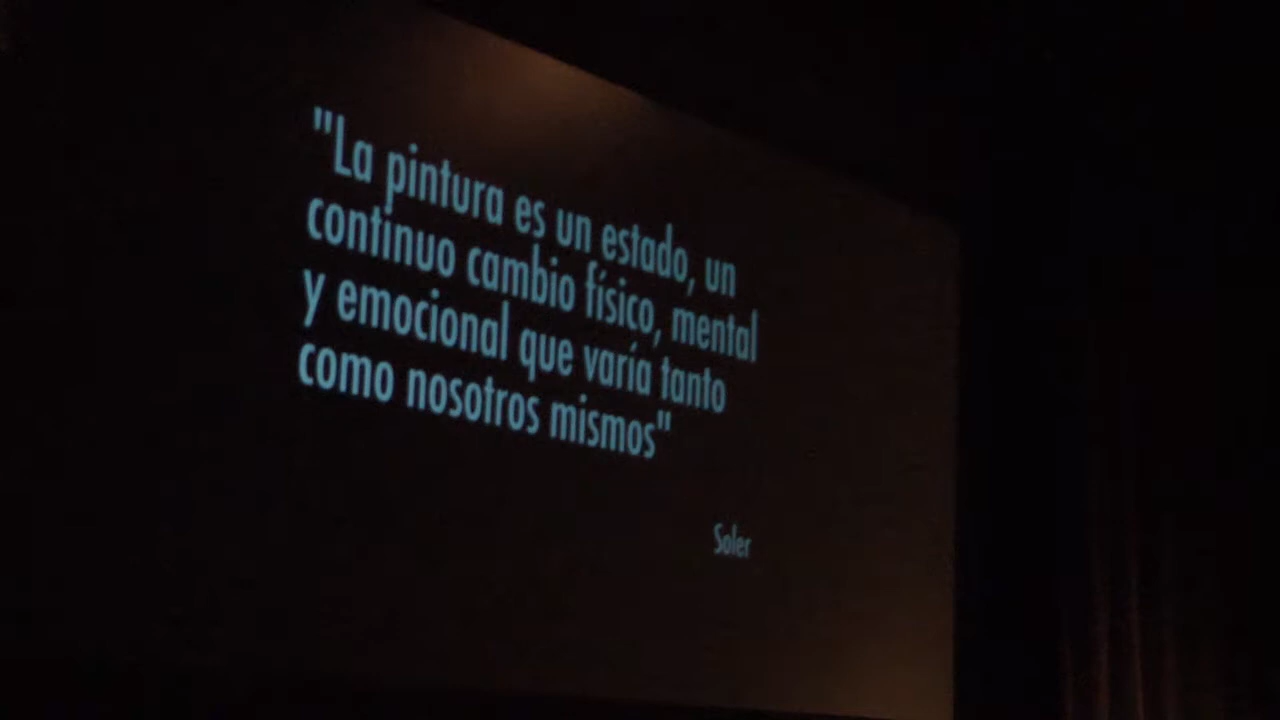 "La pintura es un estado, un
continuo cambio físico, mental
y emocional que varía tanto
como nosotros mismos"
Soler